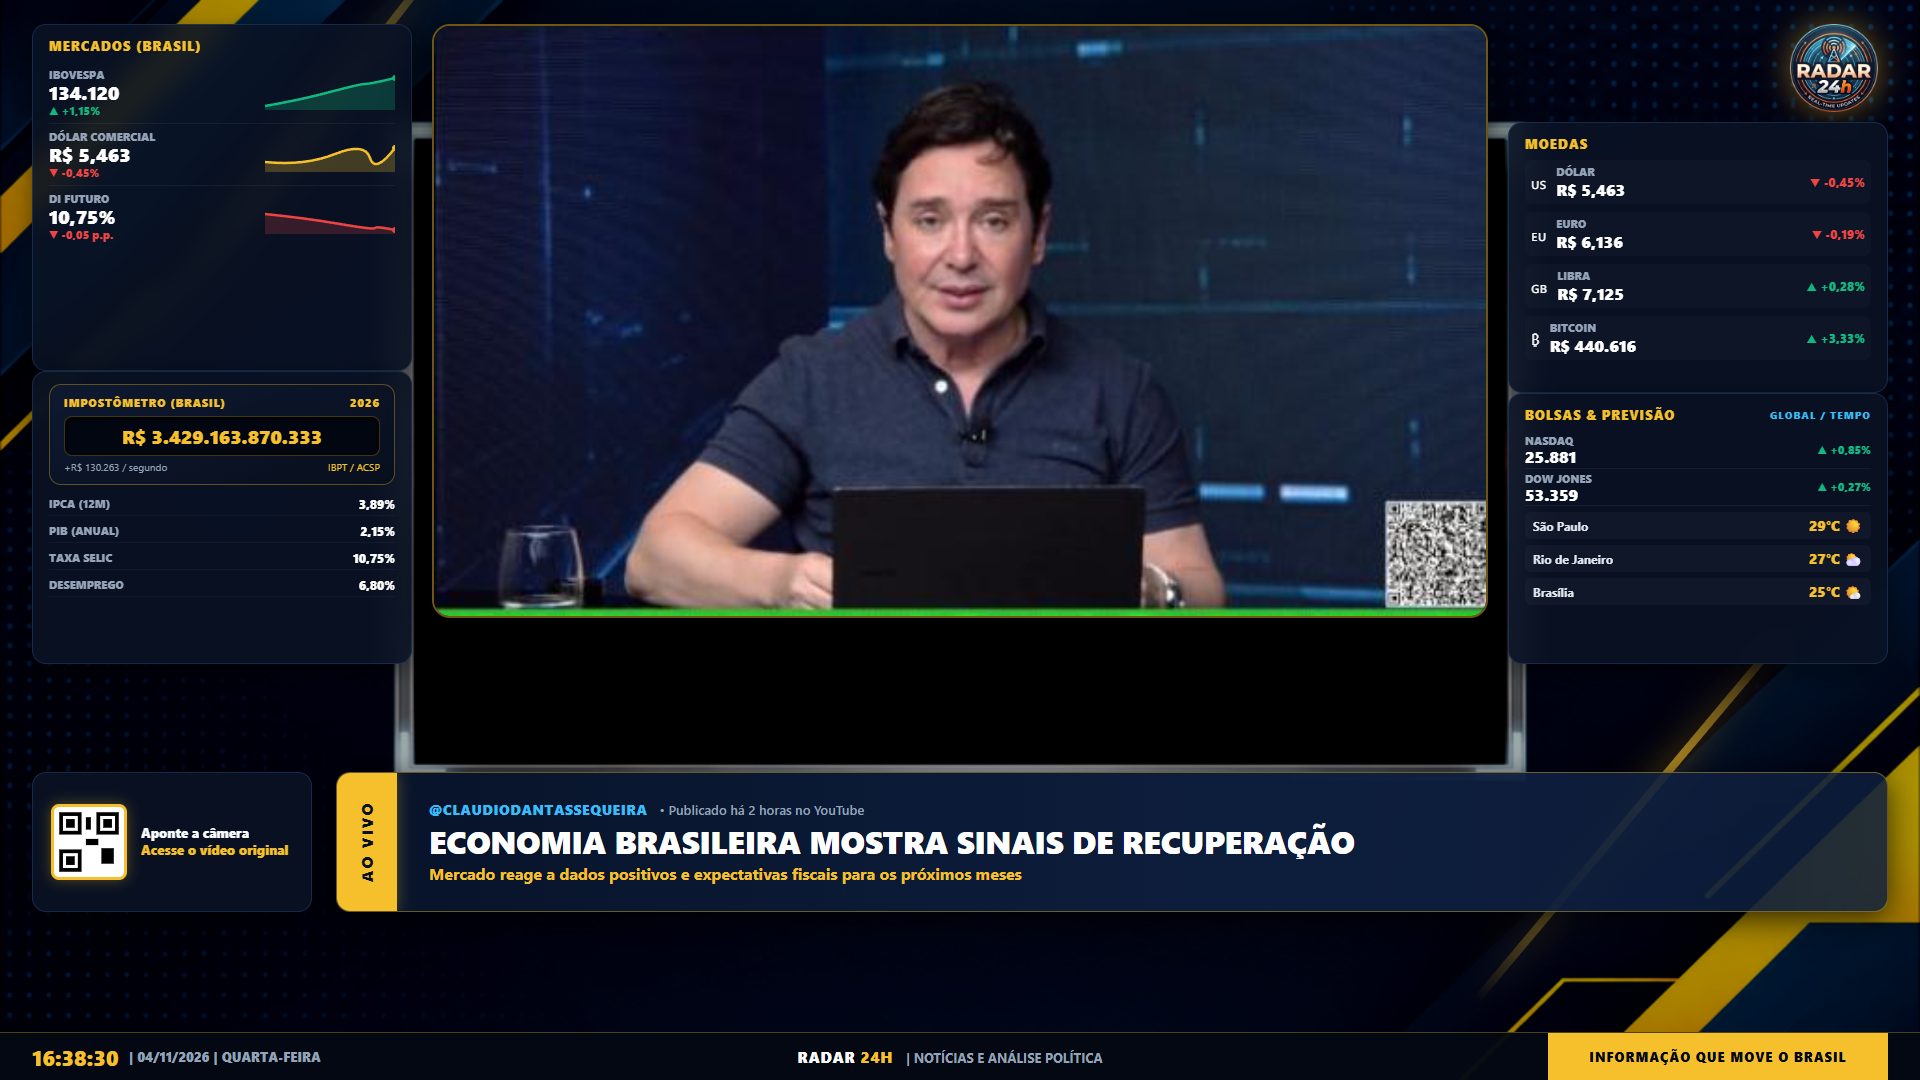 MERCADOS (BRASIL)
IBOVESPA
134.120
▲ +1,15%
DÓLAR COMERCIAL
R$ 5,463
▼ -0,45%
DI FUTURO
10,75%
▼ -0,05 p.p.
IMPOSTÔMETRO (BRASIL) 2026
R$ 3.429.163.870.333
+R$ 130.263 / segundo IBPT / ACSP
IPCA (12M) 3,89%
PIB (ANUAL) 2,15%
TAXA SELIC 10,75%
DESEMPREGO 6,80%
RADAR
24h
REAL-TIME UPDATES
MOEDAS
US DÓLAR
R$ 5,463 ▼ -0,45%
EU EURO
R$ 6,136 ▼ -0,19%
GB LIBRA
R$ 7,125 ▲ +0,28%
₿ BITCOIN
R$ 440.616 ▲ +3,33%
BOLSAS & PREVISÃO GLOBAL / TEMPO
NASDAQ
25.881 ▲ +0,85%
DOW JONES
53.359 ▲ +0,27%
São Paulo 29°C
Rio de Janeiro 27°C
Brasília 25°C
Aponte a câmera
Acesse o vídeo original
AO VIVO
@CLAUDIODANTASSEQUEIRA • Publicado há 2 horas no YouTube
ECONOMIA BRASILEIRA MOSTRA SINAIS DE RECUPERAÇÃO
Mercado reage a dados positivos e expectativas fiscais para os próximos meses
16:38:30 | 04/11/2026 | QUARTA-FEIRA
RADAR 24H | NOTÍCIAS E ANÁLISE POLÍTICA
INFORMAÇÃO QUE MOVE O BRASIL